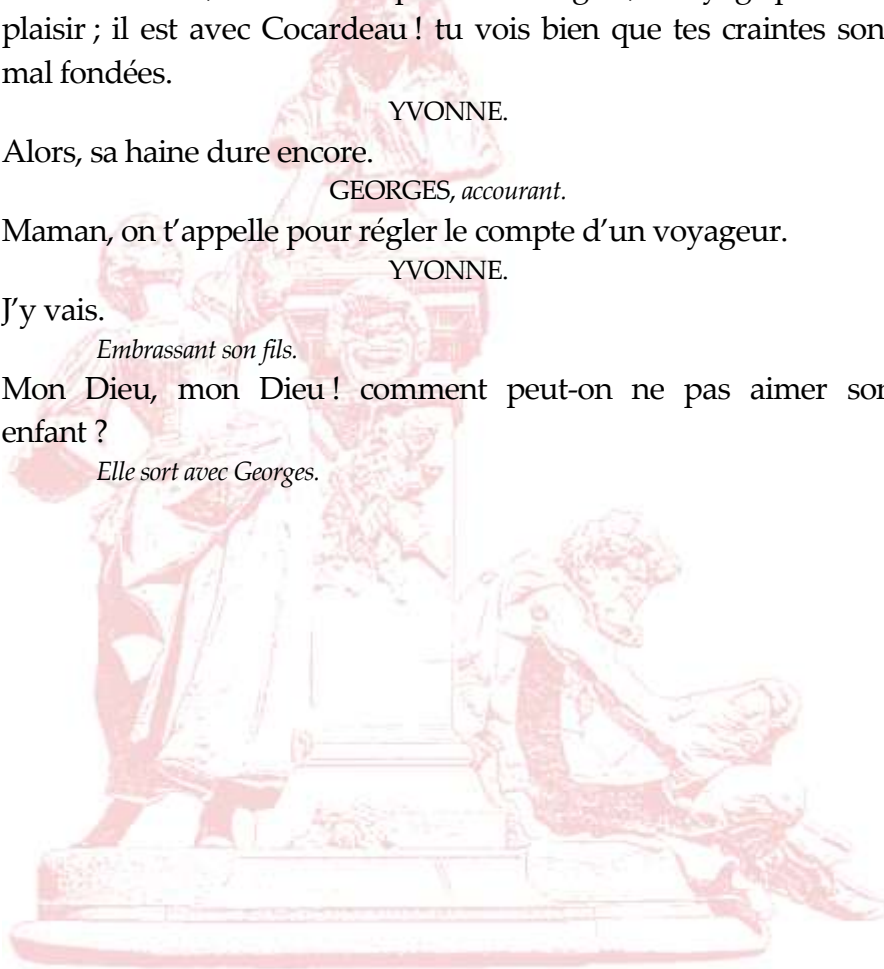 plaisir ; il est avec Cocardeau ! tu vois bien que tes craintes son
mal fondées.
YVONNE.
Alors, sa haine dure encore.
GEORGES, accourant.
Maman, on t’appelle pour régler le compte d’un voyageur.
YVONNE.
J’y vais.
Embrassant son fils.
Mon Dieu, mon Dieu ! comment peut-on ne pas aimer son
enfant ?
Elle sort avec Georges.